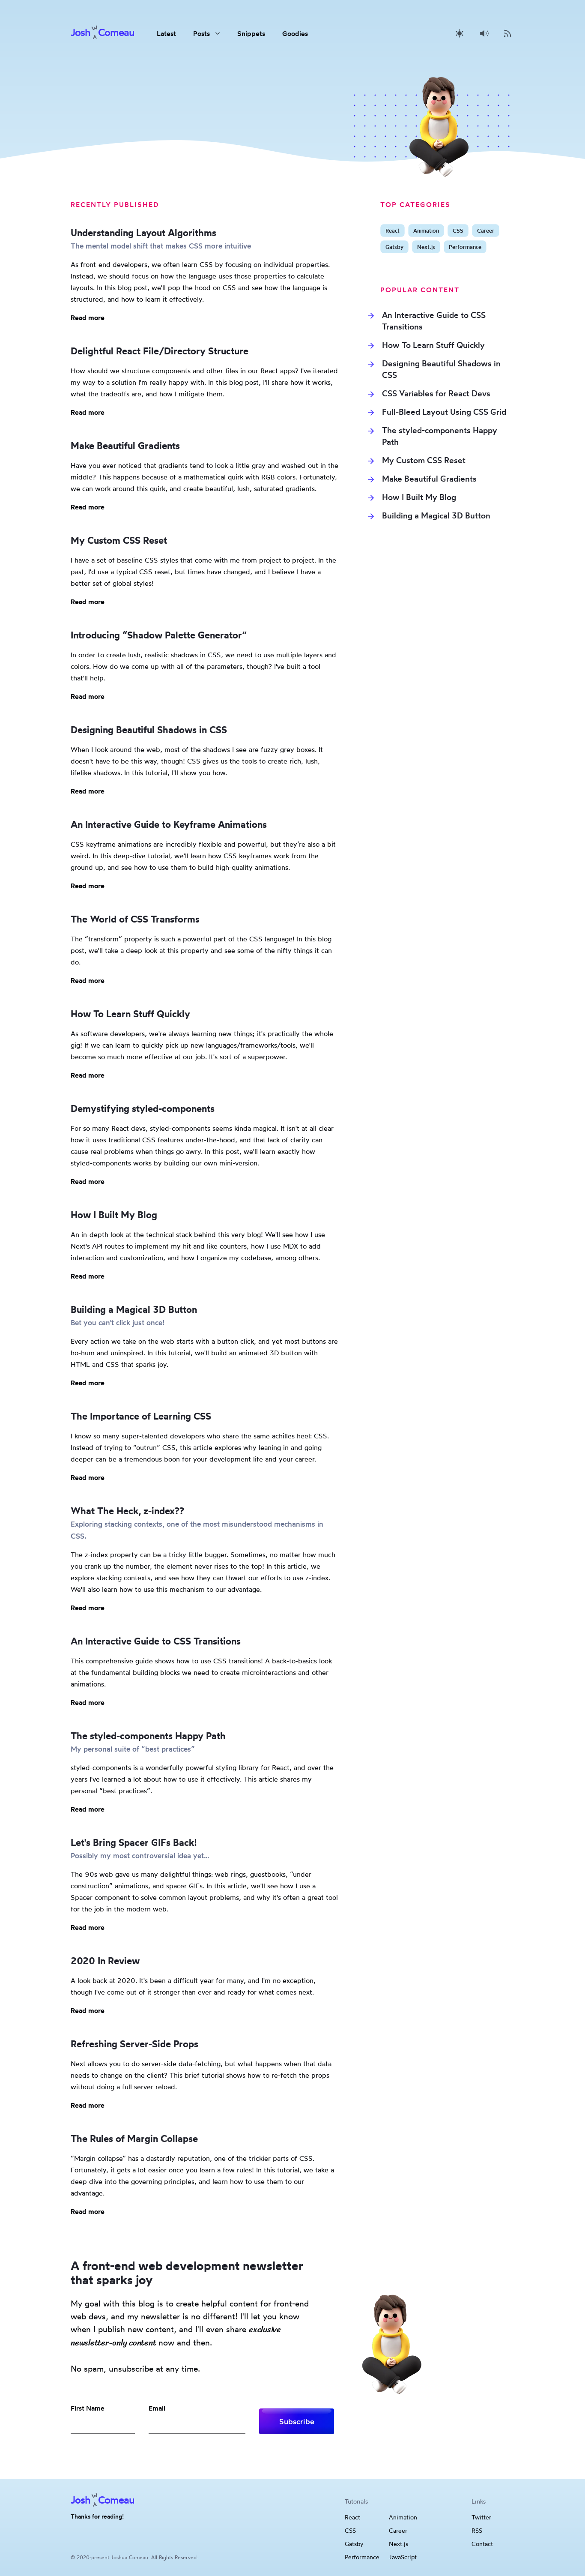 Josh W Comeau
Latest
Posts
Snippets
Goodies
RECENTLY PUBLISHED
Understanding Layout Algorithms
The mental model shift that makes CSS more intuitive
As front-end developers, we often learn CSS by focusing on individual properties.
Instead, we should focus on how the language uses those properties to calculate
layouts. In this blog post, we'll pop the hood on CSS and see how the language is
structured, and how to learn it effectively.
Read more
Delightful React File/Directory Structure
How should we structure components and other files in our React apps? I've iterated
my way to a solution I'm really happy with. In this blog post, I'll share how it works,
what the tradeoffs are, and how I mitigate them.
Read more
Make Beautiful Gradients
Have you ever noticed that gradients tend to look a little gray and washed-out in the
middle? This happens because of a mathematical quirk with RGB colors. Fortunately,
we can work around this quirk, and create beautiful, lush, saturated gradients.
Read more
My Custom CSS Reset
I have a set of baseline CSS styles that come with me from project to project. In the
past, I'd use a typical CSS reset, but times have changed, and I believe I have a
better set of global styles!
Read more
Introducing “Shadow Palette Generator”
In order to create lush, realistic shadows in CSS, we need to use multiple layers and
colors. How do we come up with all of the parameters, though? I've built a tool
that'll help.
Read more
Designing Beautiful Shadows in CSS
When I look around the web, most of the shadows I see are fuzzy grey boxes. It
doesn't have to be this way, though! CSS gives us the tools to create rich, lush,
lifelike shadows. In this tutorial, I'll show you how.
Read more
An Interactive Guide to Keyframe Animations
CSS keyframe animations are incredibly flexible and powerful, but they're also a bit
weird. In this deep-dive tutorial, we'll learn how CSS keyframes work from the
ground up, and see how to use them to build high-quality animations.
Read more
The World of CSS Transforms
The “transform” property is such a powerful part of the CSS language! In this blog
post, we'll take a deep look at this property and see some of the nifty things it can
do.
Read more
How To Learn Stuff Quickly
As software developers, we're always learning new things; it's practically the whole
gig! If we can learn to quickly pick up new languages/frameworks/tools, we'll
become so much more effective at our job. It's sort of a superpower.
Read more
Demystifying styled-components
For so many React devs, styled-components seems kinda magical. It isn't at all clear
how it uses traditional CSS features under-the-hood, and that lack of clarity can
cause real problems when things go awry. In this post, we'll learn exactly how
styled-components works by building our own mini-version.
Read more
How I Built My Blog
An in-depth look at the technical stack behind this very blog! We'll see how I use
Next's API routes to implement my hit and like counters, how I use MDX to add
interaction and customization, and how I organize my codebase, among others.
Read more
Building a Magical 3D Button
Bet you can't click just once!
Every action we take on the web starts with a button click, and yet most buttons are
ho-hum and uninspired. In this tutorial, we'll build an animated 3D button with
HTML and CSS that sparks joy.
Read more
The Importance of Learning CSS
I know so many super-talented developers who share the same achilles heel: CSS.
Instead of trying to “outrun” CSS, this article explores why leaning in and going
deeper can be a tremendous boon for your development life and your career.
Read more
What The Heck, z-index??
Exploring stacking contexts, one of the most misunderstood mechanisms in
CSS.
The z-index property can be a tricky little bugger. Sometimes, no matter how much
you crank up the number, the element never rises to the top! In this article, we
explore stacking contexts, and see how they can thwart our efforts to use z-index.
We'll also learn how to use this mechanism to our advantage.
Read more
An Interactive Guide to CSS Transitions
This comprehensive guide shows how to use CSS transitions! A back-to-basics look
at the fundamental building blocks we need to create microinteractions and other
animations.
Read more
The styled-components Happy Path
My personal suite of “best practices”
styled-components is a wonderfully powerful styling library for React, and over the
years I've learned a lot about how to use it effectively. This article shares my
personal “best practices”.
Read more
Let's Bring Spacer GIFs Back!
Possibly my most controversial idea yet...
The 90s web gave us many delightful things: web rings, guestbooks, “under
construction” animations, and spacer GIFs. In this article, we'll see how I use a
Spacer component to solve common layout problems, and why it's often a great tool
for the job in the modern web.
Read more
2020 In Review
A look back at 2020. It's been a difficult year for many, and I'm no exception,
though I've come out of it stronger than ever and ready for what comes next.
Read more
Refreshing Server-Side Props
Next allows you to do server-side data-fetching, but what happens when that data
needs to change on the client? This brief tutorial shows how to re-fetch the props
without doing a full server reload.
Read more
The Rules of Margin Collapse
“Margin collapse” has a dastardly reputation, one of the trickier parts of CSS.
Fortunately, it gets a lot easier once you learn a few rules! In this tutorial, we take a
deep dive into the governing principles, and learn how to use them to our
advantage.
Read more
TOP CATEGORIES
React
Animation
CSS
Career
Gatsby
Next.js
Performance
POPULAR CONTENT
An Interactive Guide to CSS
Transitions
How To Learn Stuff Quickly
Designing Beautiful Shadows in
CSS
CSS Variables for React Devs
Full-Bleed Layout Using CSS Grid
The styled-components Happy
Path
My Custom CSS Reset
Make Beautiful Gradients
How I Built My Blog
Building a Magical 3D Button
A front-end web development newsletter
that sparks joy
My goal with this blog is to create helpful content for front-end
web devs, and my newsletter is no different! I'll let you know
when I publish new content, and I'll even share exclusive
newsletter-only content now and then.
No spam, unsubscribe at any time.
First Name
Email
Subscribe
Josh W Comeau
Thanks for reading!
© 2020-present Joshua Comeau. All Rights Reserved.
Tutorials
React
Animation
CSS
Career
Gatsby
Next.js
Performance
JavaScript
Links
Twitter
RSS
Contact